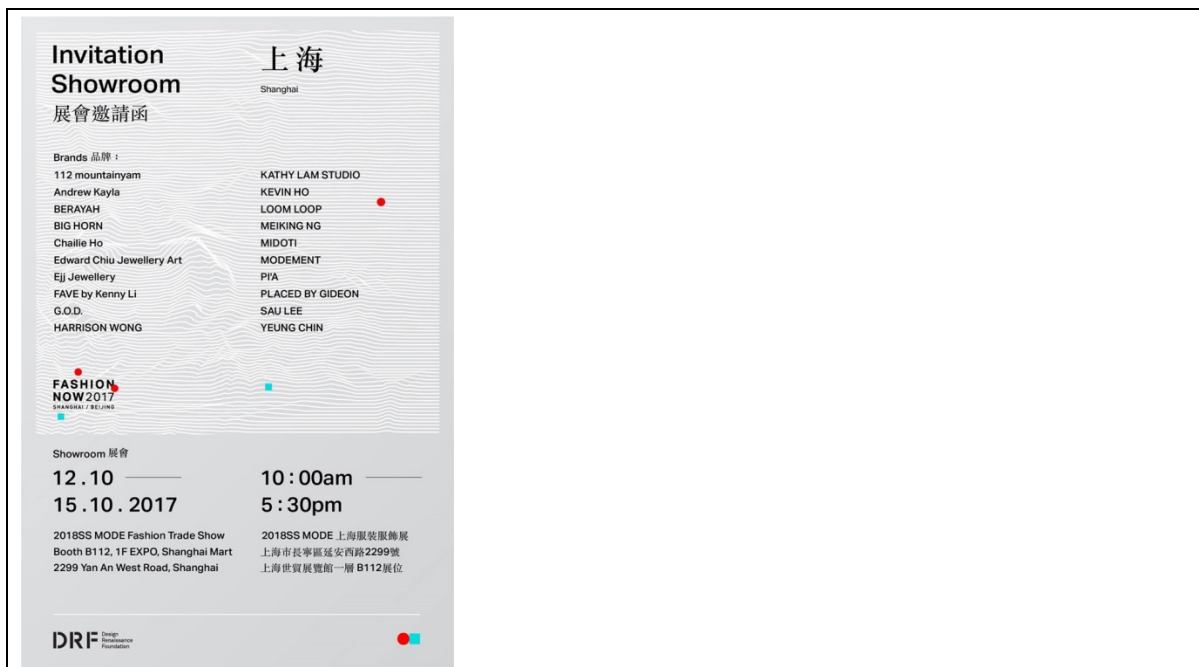 Invitation
Showroom
展會邀請函
上海
Shanghai
Brands 品牌：
112 mountainyam
Andrew Kayla
BERAYAH
BIG HORN
Chailie Ho
Edward Chiu Jewellery Art
Ejj Jewellery
FAVE by Kenny Li
G.O.D.
HARRISON WONG
KATHY LAM STUDIO
KEVIN HO
LOOM LOOP
MEIKING NG
MIDOTI
MODEMENT
PI'A
PLACED BY GIDEON
SAU LEE
YEUNG CHIN
FASHION
NOW2017
SHANGHAI / BEIJING
Showroom 展會
12.10
15.10.2017
10:00am
5:30pm
2018SS MODE Fashion Trade Show
Booth B112, 1F EXPO, Shanghai Mart
2299 Yan An West Road, Shanghai
2018SS MODE 上海服裝服飾展
上海市長寧區延安西路2299號
上海世貿展覽館一層 B112展位
DRF
Design
Renaissance
Foundation